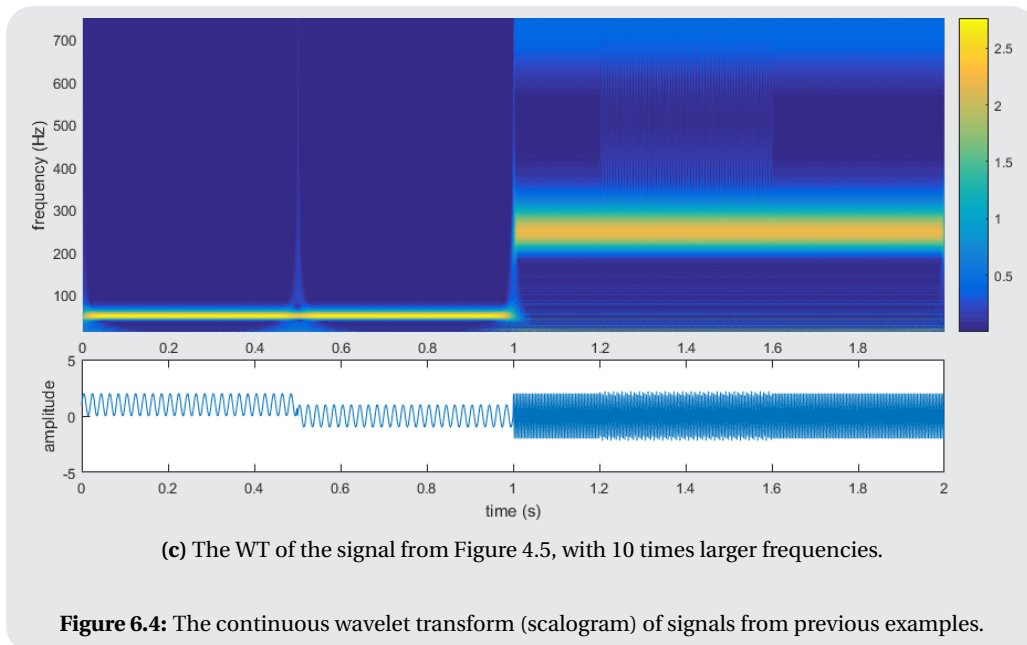 700
600
500
400
300
200
100
frequency (Hz)
2.5
2
1.5
1
0.5
0 0.2 0.4 0.6 0.8 1 1.2 1.4 1.6 1.8
5
0
-5
amplitude
0 0.2 0.4 0.6 0.8 1 1.2 1.4 1.6 1.8 2
time (s)
(c) The WT of the signal from Figure 4.5, with 10 times larger frequencies.
Figure 6.4: The continuous wavelet transform (scalogram) of signals from previous examples.